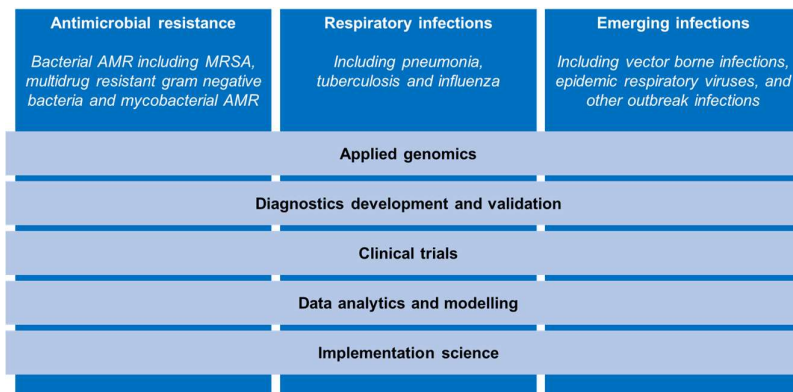 Antimicrobial resistance
Bacterial AMR including MRSA,
multidrug resistant gram negative
bacteria and mycobacterial AMR
Respiratory infections
Including pneumonia,
tuberculosis and influenza
Emerging infections
Including vector borne infections,
epidemic respiratory viruses, and
other outbreak infections
Applied genomics
Diagnostics development and validation
Clinical trials
Data analytics and modelling
Implementation science